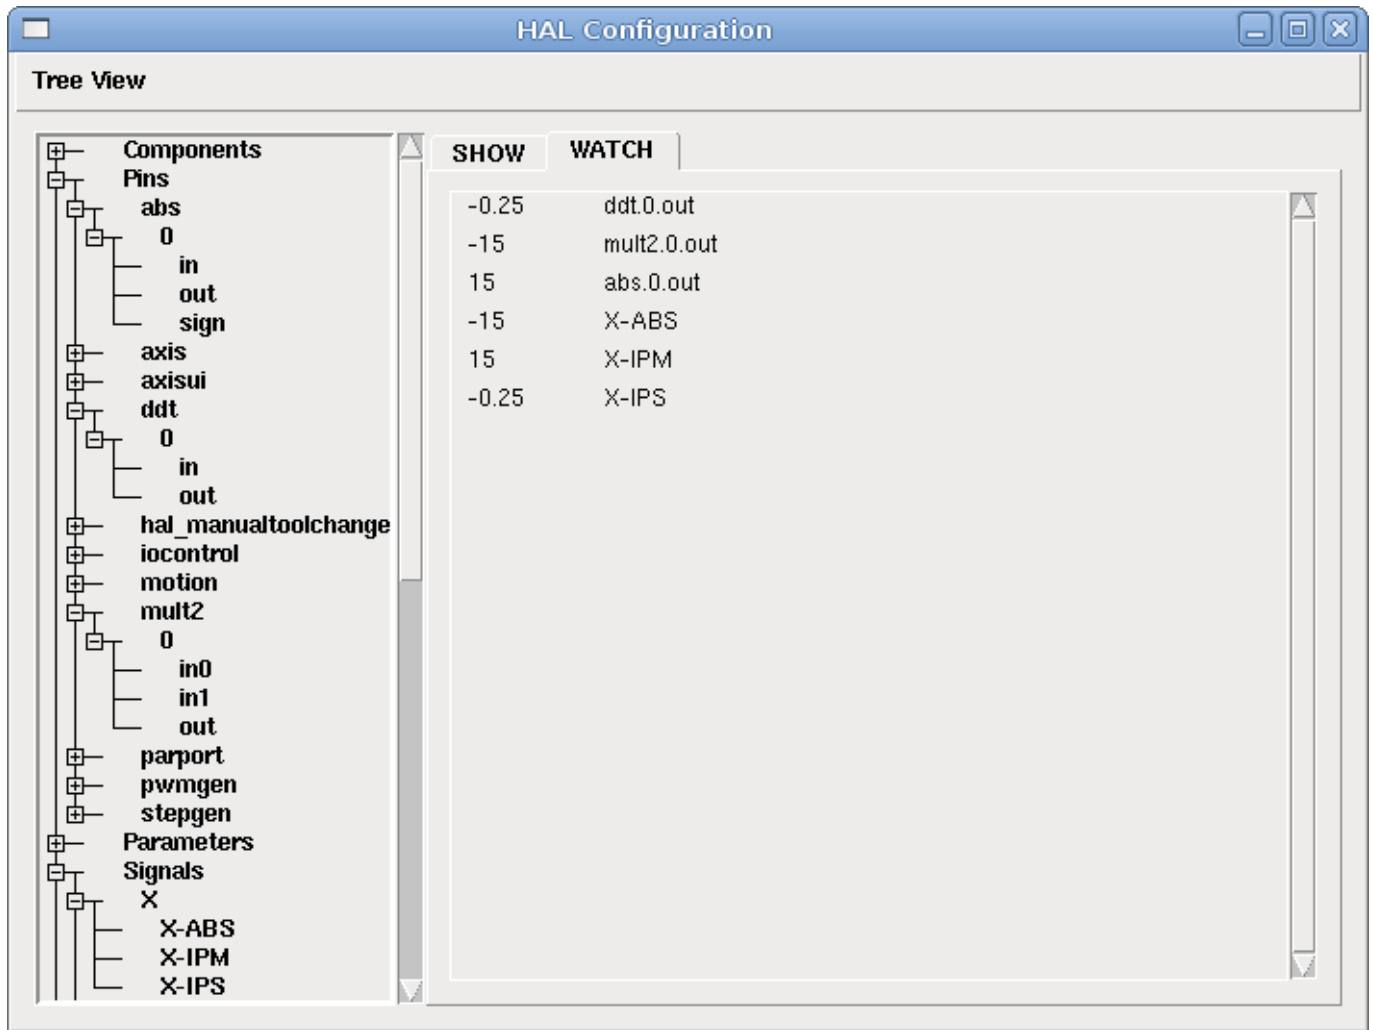 HAL Configuration
Tree View
Components
Pins
abs
0
in
out
sign
axis
axisui
ddt
0
in
out
hal_manualtoolchange
iocontrol
motion
mult2
0
in0
in1
out
parport
pwmgen
stepgen
Parameters
Signals
X
X-ABS
X-IPM
X-IPS
SHOW WATCH
-0.25 ddt.0.out
-15 mult2.0.out
15 abs.0.out
-15 X-ABS
15 X-IPM
-0.25 X-IPS